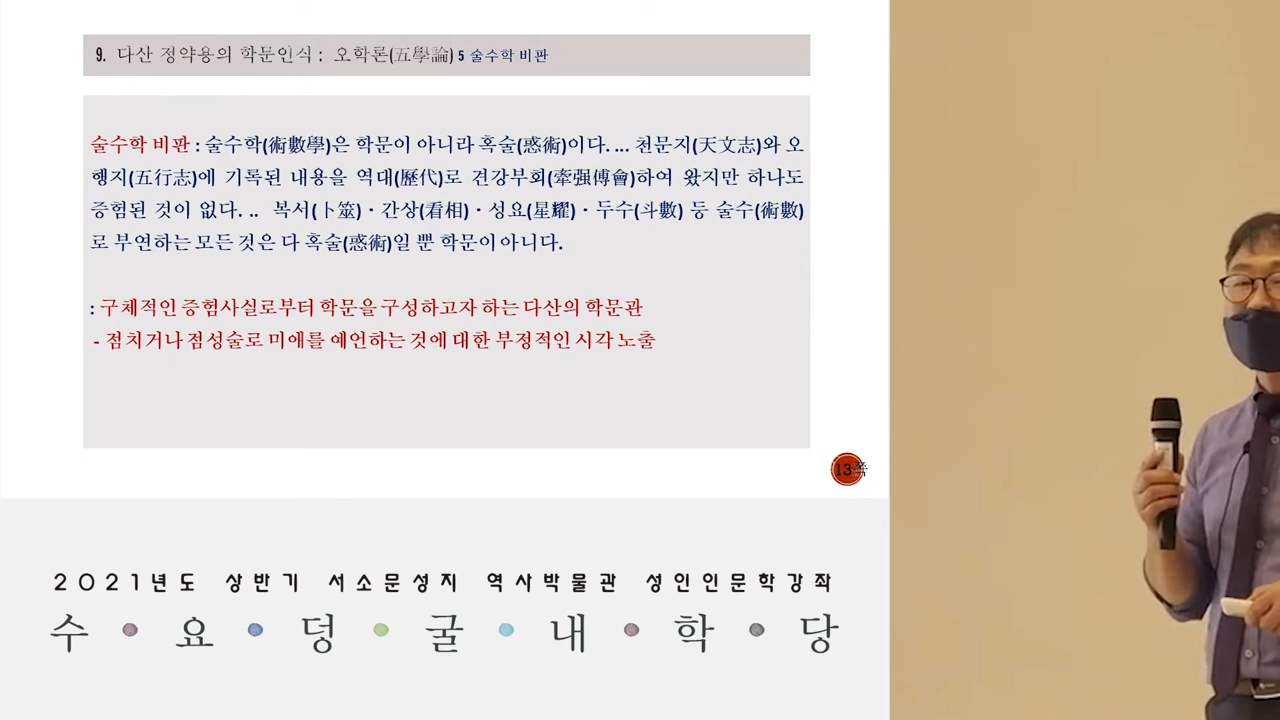 9. 다산 정약용의 학문인식 : 오학론(五學論) 5 술수학 비판
술수학 비판 : 술수학(術數學)은 학문이 아니라 혹술(惑術)이다. ... 천문지(天文志)와 오
행지(五行志)에 기록된 내용을 역대(歷代)로 견강부회(牽强傅會)하여 왔지만 하나도
증험된 것이 없다. .. 복서(卜筮)·간상(看相)·성요(星耀)·두수(斗數) 등 술수(術數)
로 부연하는 모든 것은 다 혹술(惑術)일 뿐 학문이 아니다.
: 구체적인 증험사실로부터 학문을 구성하고자 하는 다산의 학문관
- 점치거나 점성술로 미애를 예언하는 것에 대한 부정적인 시각 노출
13쪽
2021년도 상반기 서소문성지 역사박물관 성인인문학강좌
수·요·덩·굴·내·학·당